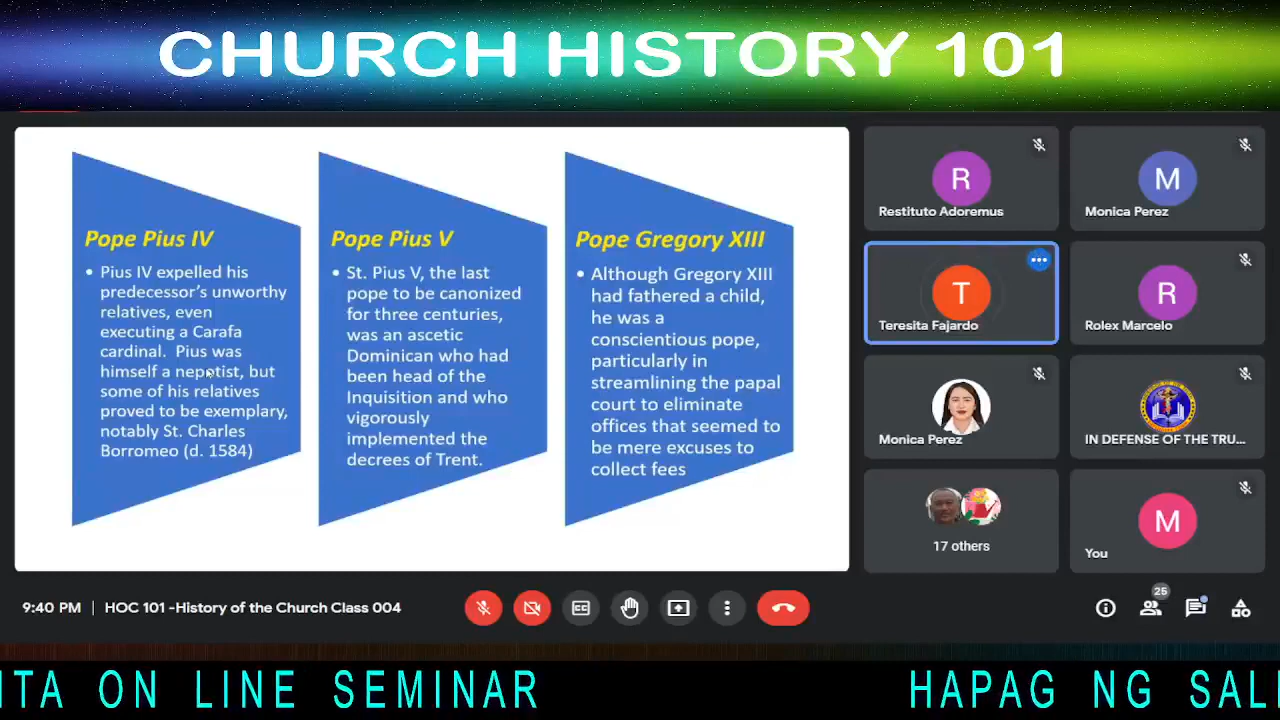 CHURCH HISTORY 101
Pope Pius IV
• Pius IV expelled his
predecessor's unworthy
relatives, even
executing a Carafa
cardinal. Pius was
himself a nepotist, but
some of his relatives
proved to be exemplary,
notably St. Charles
Borromeo (d. 1584)
Pope Pius V
• St. Pius V, the last
pope to be canonized
for three centuries,
was an ascetic
Dominican who had
been head of the
Inquisition and who
vigorously
implemented the
decrees of Trent.
Pope Gregory XIII
• Although Gregory XIII
had fathered a child,
he was a
conscientious pope,
particularly in
streamlining the papal
court to eliminate
offices that seemed to
be mere excuses to
collect fees
R
Restituto Adoremus
M
Monica Perez
T
Teresita Fajardo
R
Rolex Marcelo
Monica Perez
IN DEFENSE OF THE TRU...
17 others
M
You
9:40 PM | HOC 101 -History of the Church Class 004
CC
25
ITA ON LINE SEMINAR
HAPAG NG SALI